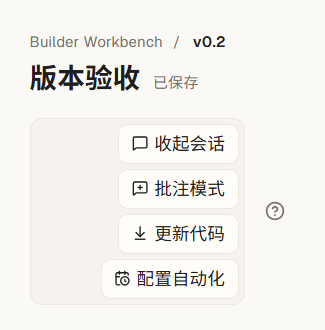 Builder Workbench / v0.2
版本验收 已保存
收起会话
批注模式
更新代码
配置自动化